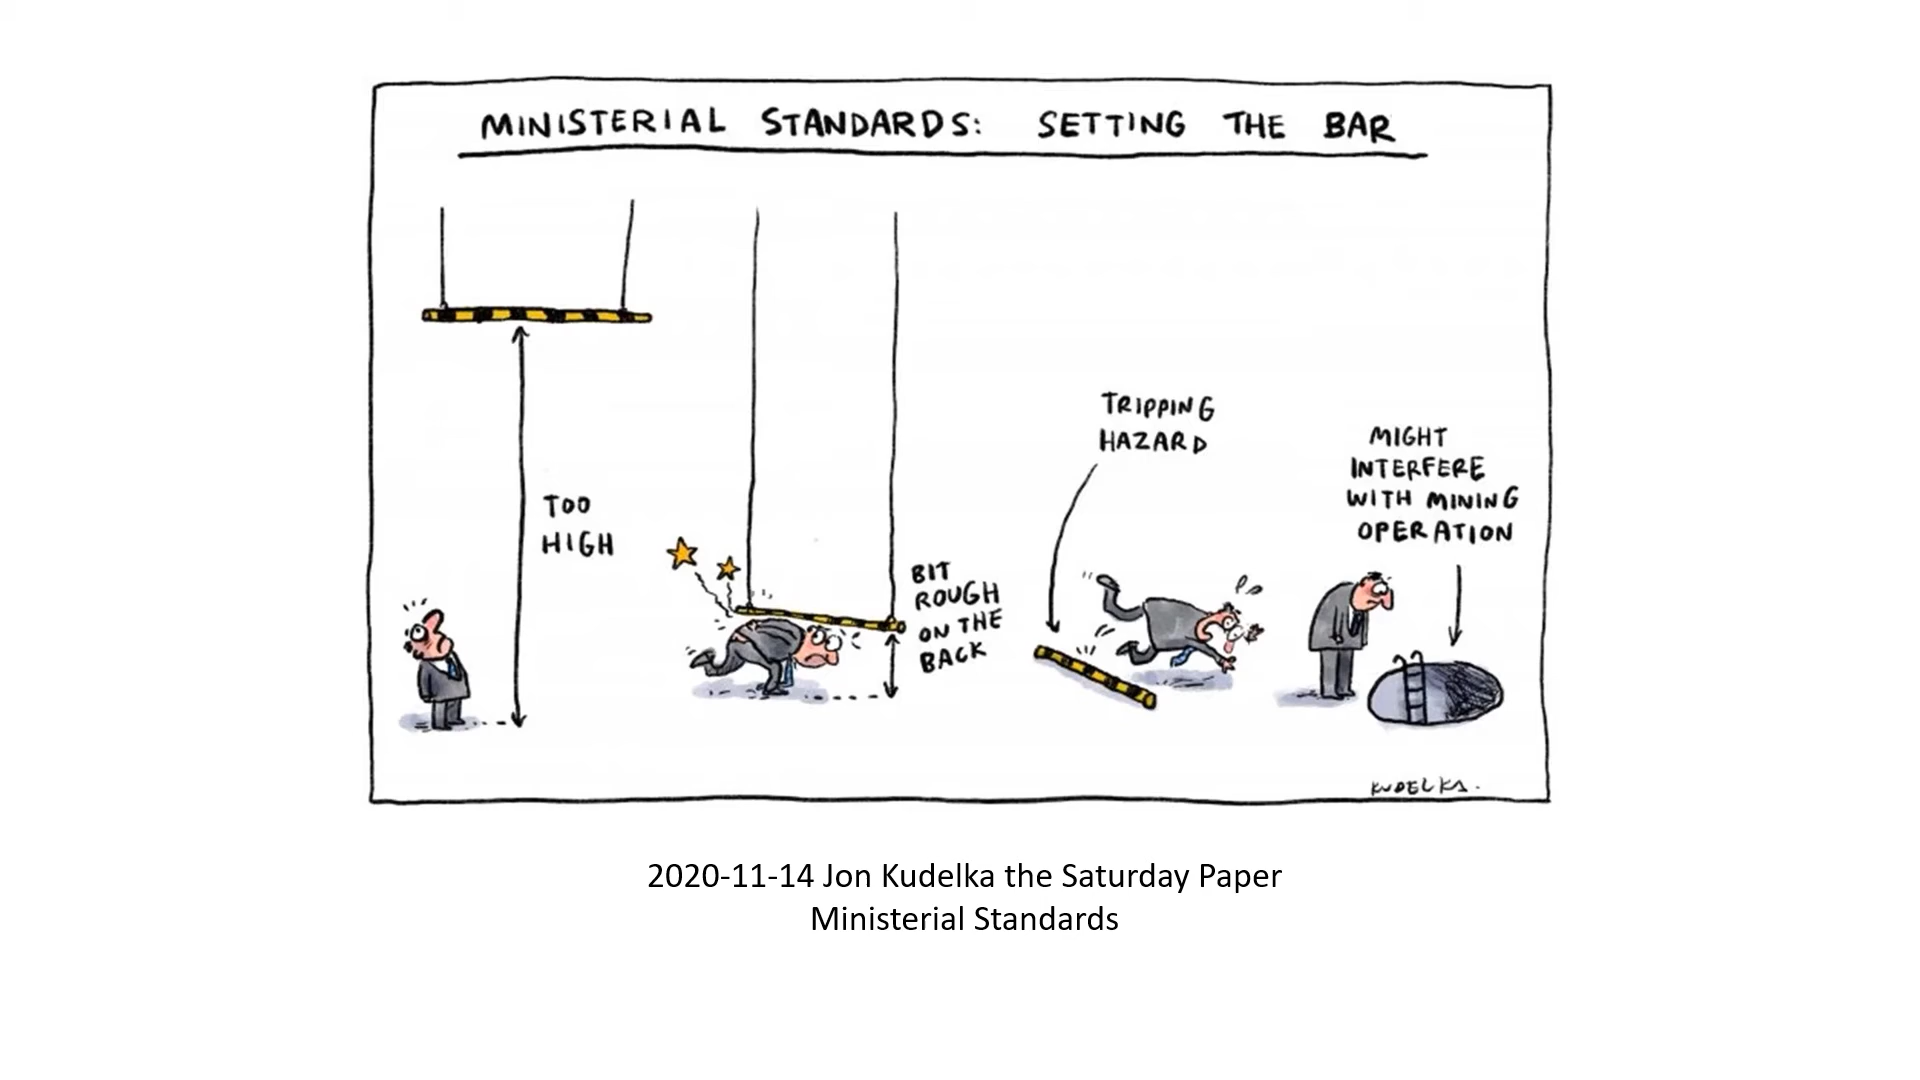 MINISTERIAL STANDARDS: SETTING THE BAR
TOO
HIGH
BIT
ROUGH
ON THE
BACK
TRIPPING
HAZARD
MIGHT
INTERFERE
WITH MINING
OPERATION
KUDELKA.
2020-11-14 Jon Kudelka the Saturday Paper
Ministerial Standards